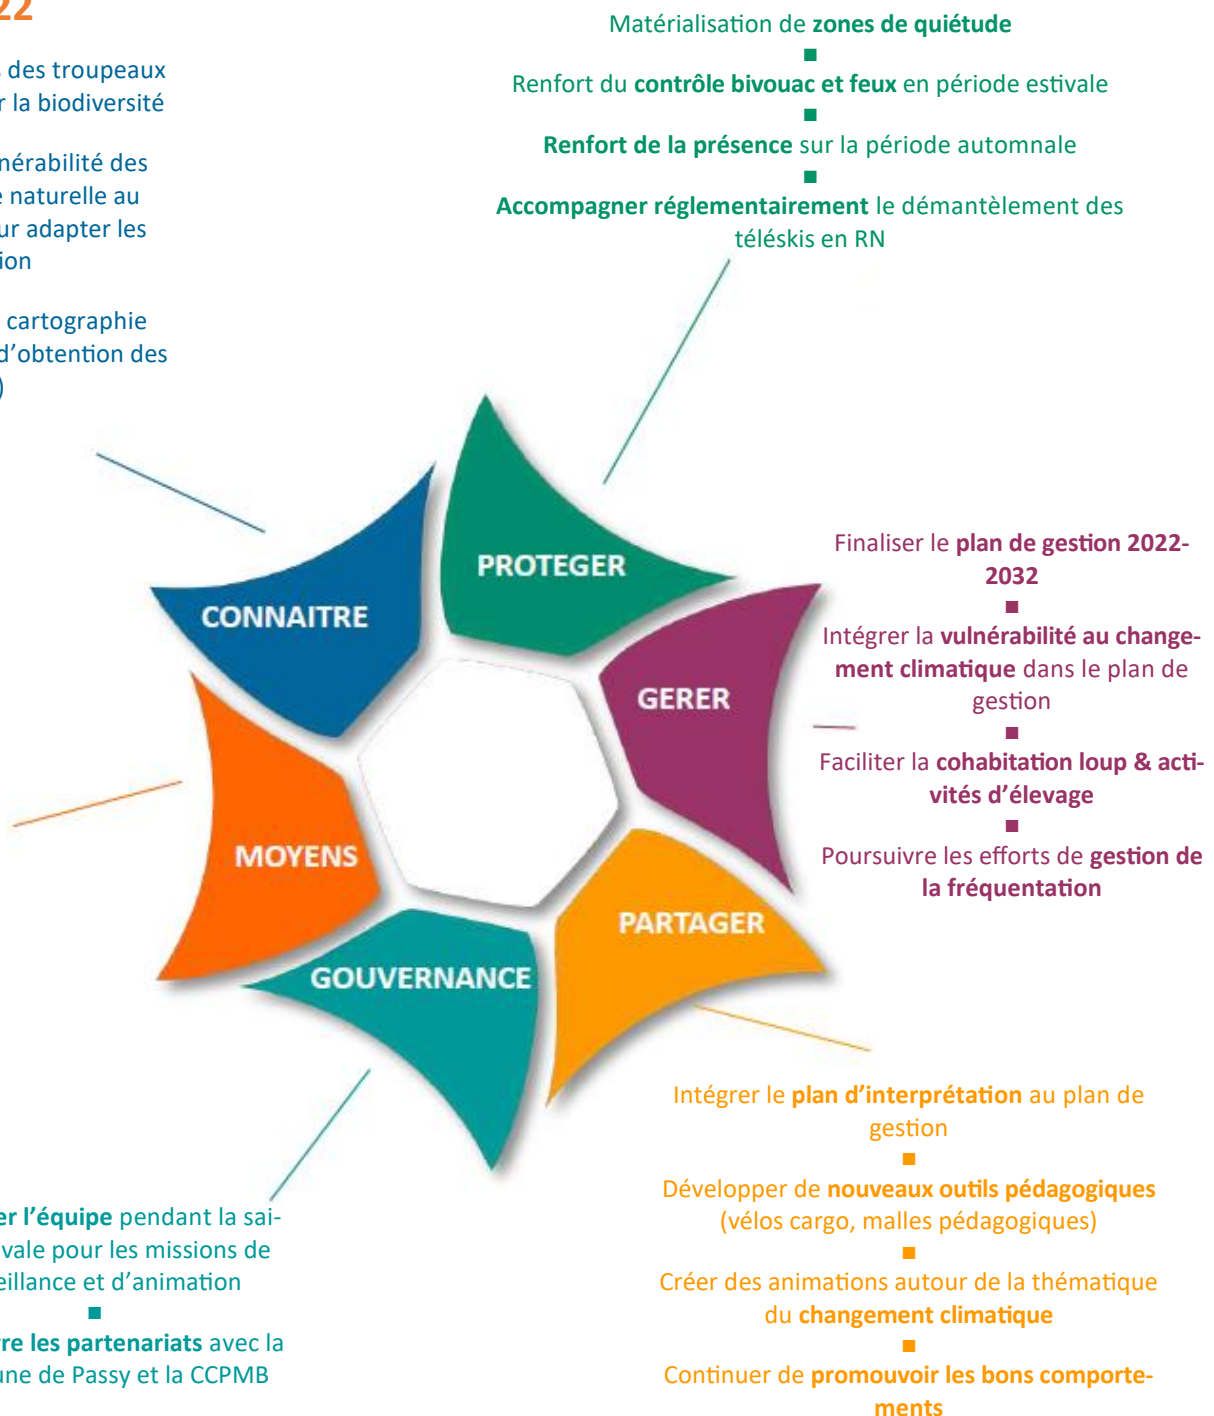 22
des troupeaux
la biodiversité
nérabilité des
naturelle au
ur adapter les
ion
cartographie
d'obtention des
)
Matérialisation de zones de quiétude
■
Renfort du contrôle bivouac et feux en période estivale
■
Renfort de la présence sur la période automnale
■
Accompagner réglementairement le démantèlement des
téléskis en RN
PROTEGER
CONNAITRE
GERER
MOYENS
PARTAGER
GOUVERNANCE
Finaliser le plan de gestion 2022-
2032
■
Intégrer la vulnérabilité au change-
ment climatique dans le plan de
gestion
■
Faciliter la cohabitation loup & acti-
vités d'élevage
■
Poursuivre les efforts de gestion de
la fréquentation
er l'équipe pendant la sai-
vale pour les missions de
eillance et d'animation
■
re les partenariats avec la
une de Passy et la CCPMB
Intégrer le plan d'interprétation au plan de
gestion
■
Développer de nouveaux outils pédagogiques
(vélos cargo, malles pédagogiques)
■
Créer des animations autour de la thématique
du changement climatique
■
Continuer de promouvoir les bons comporte-
ments